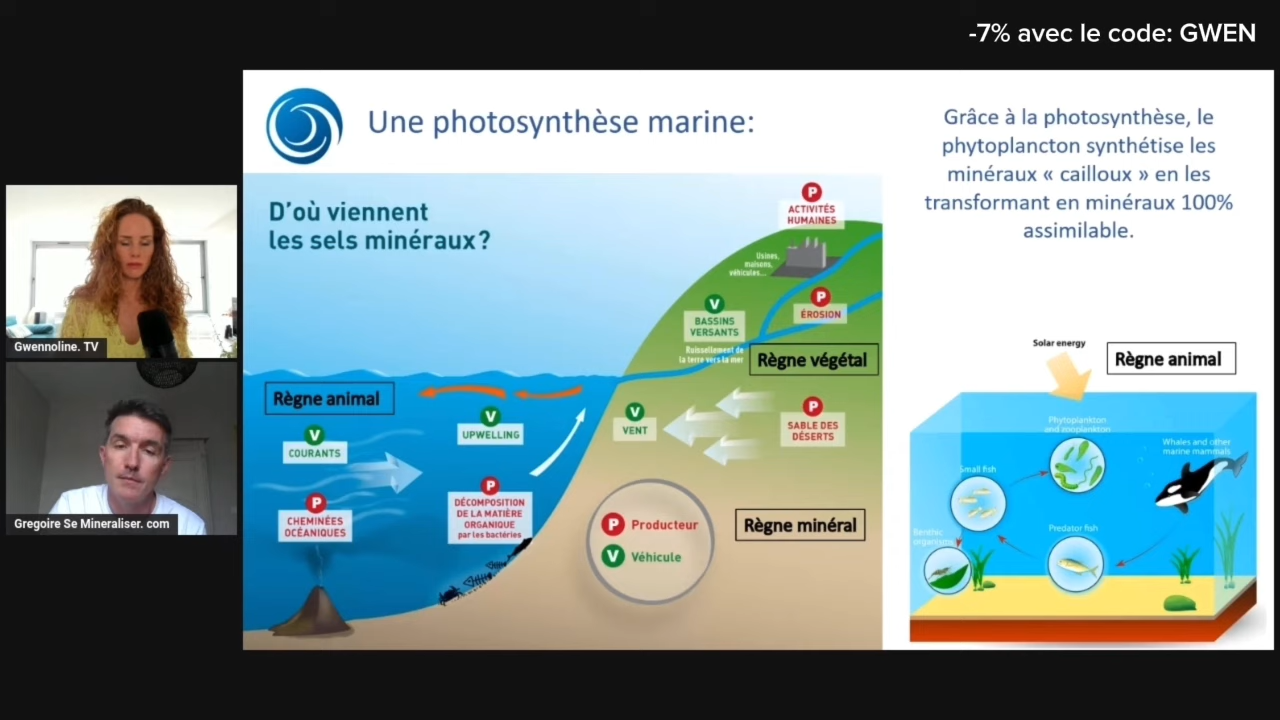 -7% avec le code: GWEN
Une photosynthèse marine:
Grâce à la photosynthèse, le
phytoplancton synthétise les
minéraux « cailloux » en les
transformant en minéraux 100%
assimilable.
D'où viennent
les sels minéraux?
P
ACTIVITÉS
HUMAINES
Usines,
maisons,
véhicules...
V
BASSINS
VERSANTS
Ruissellement de
la terre vers la mer
P
ÉROSION
Règne végétal
Règne animal
V
COURANTS
V
UPWELLING
V
VENT
P
SABLE DES
DÉSERTS
P
CHEMINÉES
OCÉANIQUES
P
DÉCOMPOSITION
DE LA MATIÈRE
ORGANIQUE
par les bactéries
P Producteur
V Véhicule
Règne minéral
Solar energy
Règne animal
Phytoplankton
and zooplankton
Whales and other
marine mammals
Small fish
Predator fish
Benthic
organisms
Gwennoline. TV
Gregoire Se Mineraliser. com